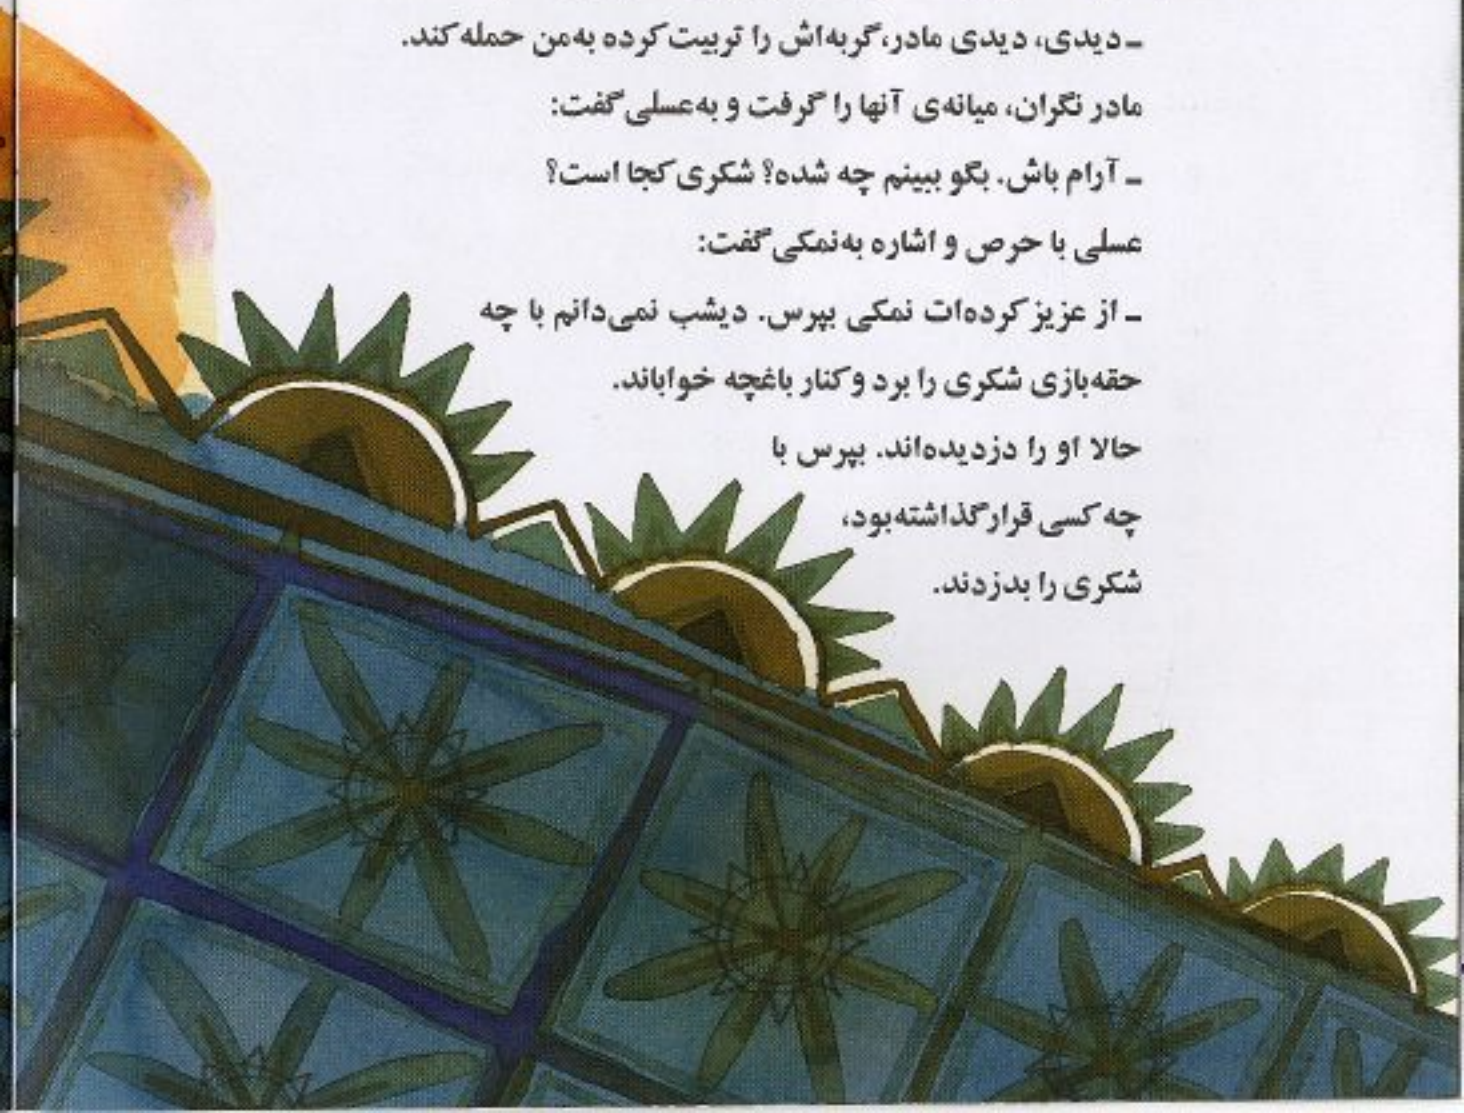 ـ دیدی، دیدی مادر،گربه‌اش را تربیت کرده به‌من حمله کند.
مادر نگران، میانه‌ی آنها را گرفت و به عسلی گفت:
ـ آرام باش. بگو ببینم چه شده؟ شکری کجا است؟
عسلی با حرص و اشاره به‌نمکی گفت:
ـ از عزیز کرده‌ات نمکی بپرس. دیشب نمی‌دانم با چه
حقه‌بازی شکری را برد و کنار باغچه خواباند.
حالا او را دزدیده‌اند. بپرس با
چه کسی قرار گذاشته‌بود،
شکری را بدزدند.